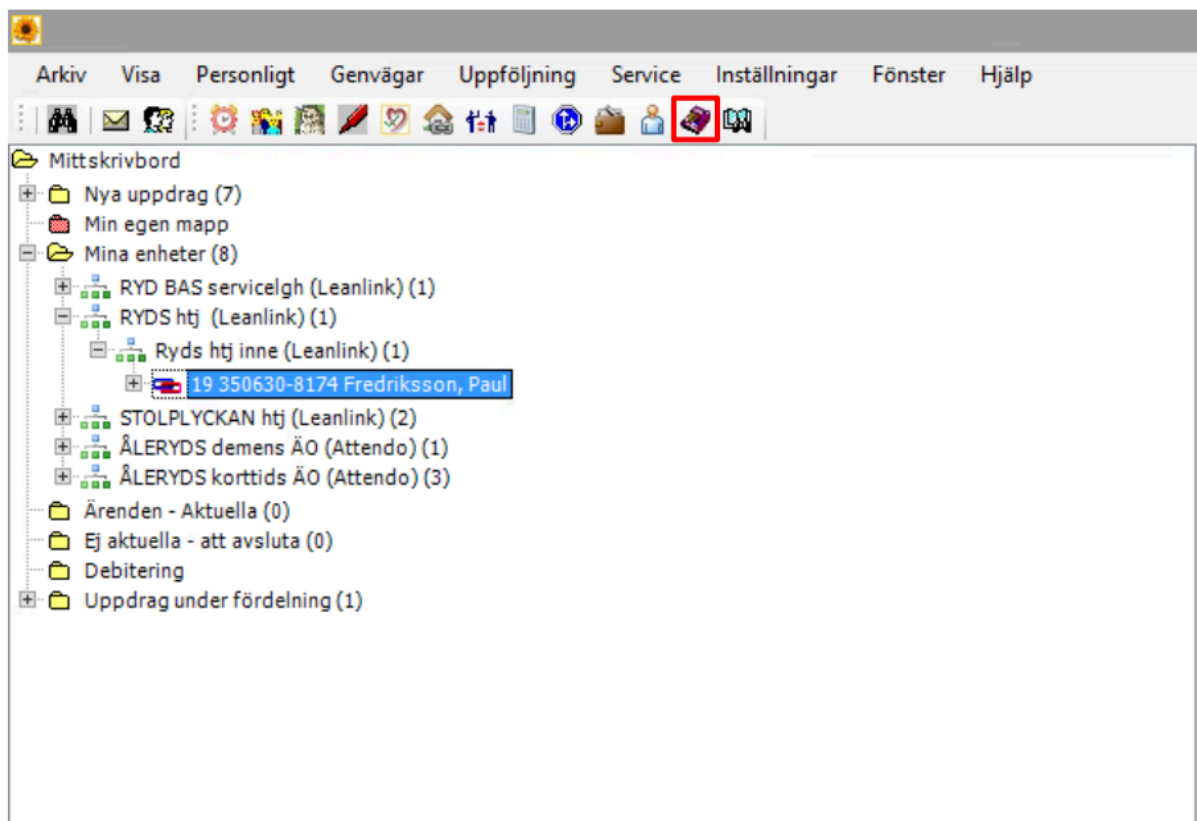 Arkiv Visa Personligt Genvägar Uppföljning Service Inställningar Fönster Hjälp
Mittskrivbord
Nya uppdrag (7)
Min egen mapp
Mina enheter (8)
RYD BAS servicelgh (Leanlink) (1)
RYDS htj (Leanlink) (1)
Ryds htj inne (Leanlink) (1)
19 350630-8174 Fredriksson, Paul
STOLPLYCKAN htj (Leanlink) (2)
ÅLERYDS demens ÄO (Attendo) (1)
ÅLERYDS korttids ÄO (Attendo) (3)
Ärenden - Aktuella (0)
Ej aktuella - att avsluta (0)
Debitering
Uppdrag under fördelning (1)